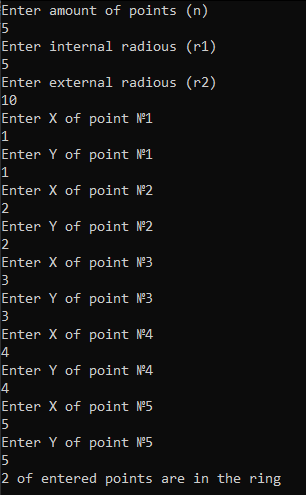 Enter amount of points (n)
5
Enter internal radious (r1)
5
Enter external radious (r2)
10
Enter X of point №1
1
Enter Y of point №1
1
Enter X of point №2
2
Enter Y of point №2
2
Enter X of point №3
3
Enter Y of point №3
3
Enter X of point №4
4
Enter Y of point №4
4
Enter X of point №5
5
Enter Y of point №5
5
2 of entered points are in the ring